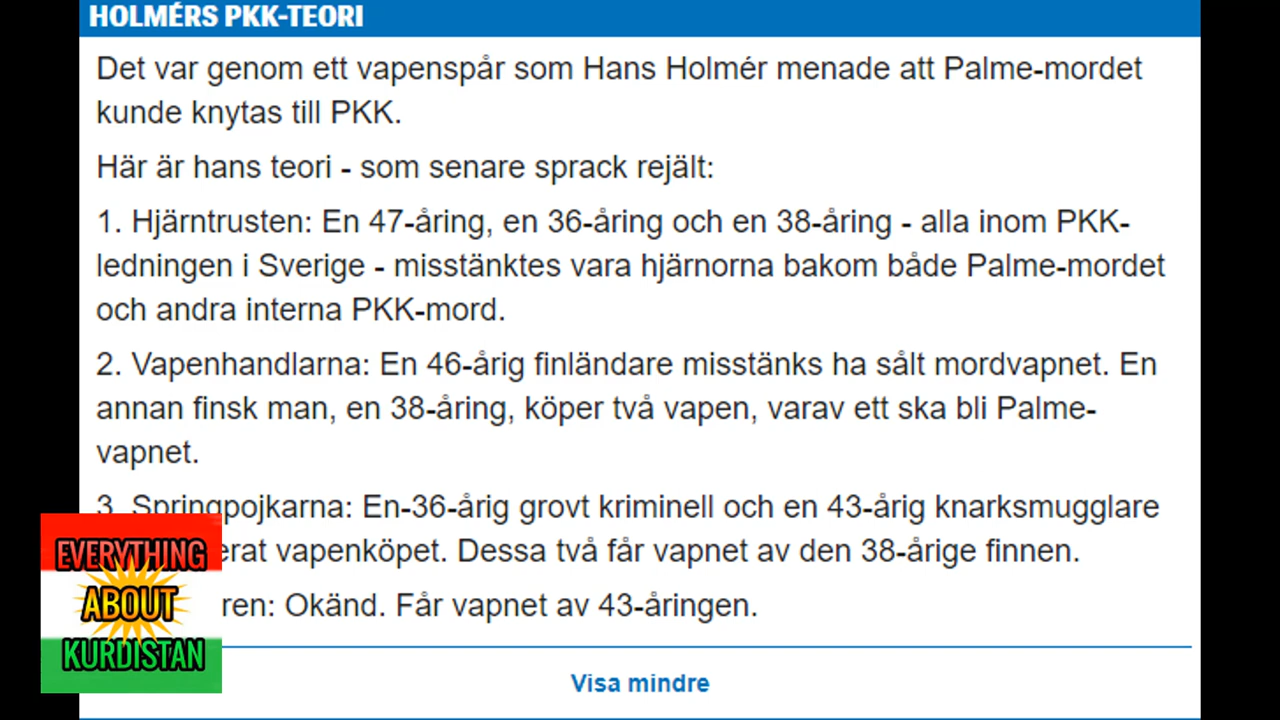 HOLMÉRS PKK-TEORI
Det var genom ett vapenspår som Hans Holmér menade att Palme-mordet
kunde knytas till PKK.
Här är hans teori - som senare sprack rejält:
1. Hjärntrusten: En 47-åring, en 36-åring och en 38-åring - alla inom PKK-
ledningen i Sverige - misstänktes vara hjärnorna bakom både Palme-mordet
och andra interna PKK-mord.
2. Vapenhandlarna: En 46-årig finländare misstänks ha sålt mordvapnet. En
annan finsk man, en 38-åring, köper två vapen, varav ett ska bli Palme-
vapnet.
3. Springpojkarna: En-36-årig grovt kriminell och en 43-årig knarksmugglare
vapenköpet. Dessa två får vapnet av den 38-årige finnen.
Okänd. Får vapnet av 43-åringen.
EVERYTHING
ABOUT
KURDISTAN
Visa mindre